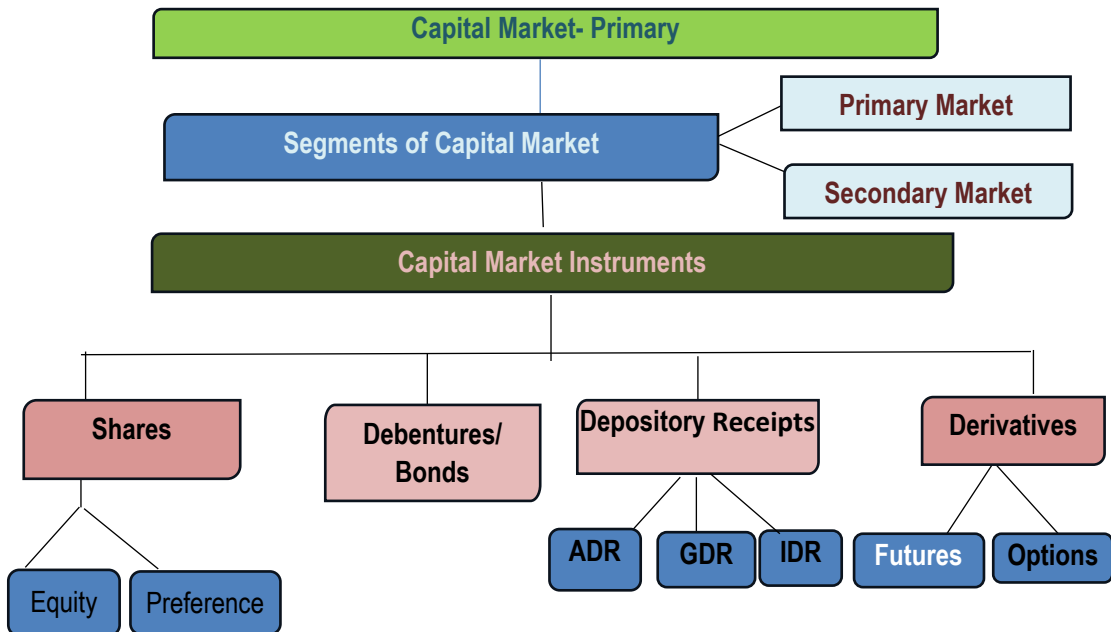 Capital Market- Primary
Primary Market
Segments of Capital Market
Secondary Market
Capital Market Instruments
Shares
Debentures/
Bonds
Depository Receipts
Derivatives
ADR
GDR
IDR
Futures
Options
Equity
Preference